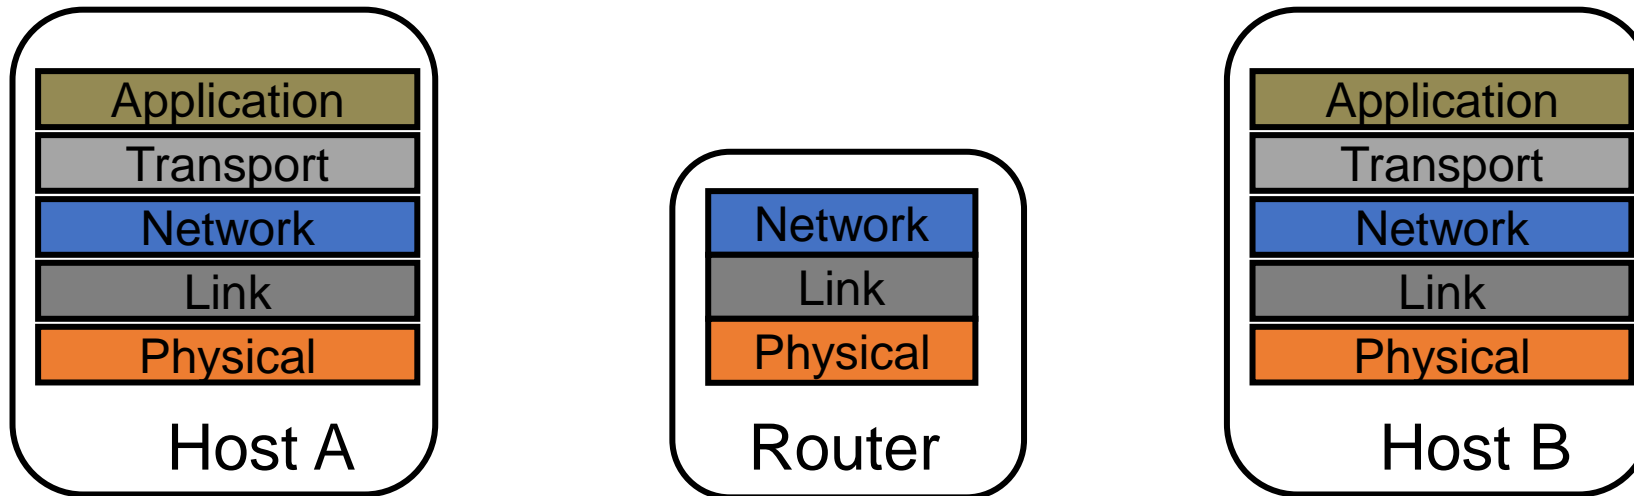 Application
Transport
Network
Link
Physical
Host A
Network
Link
Physical
Router
Application
Transport
Network
Link
Physical
Host B